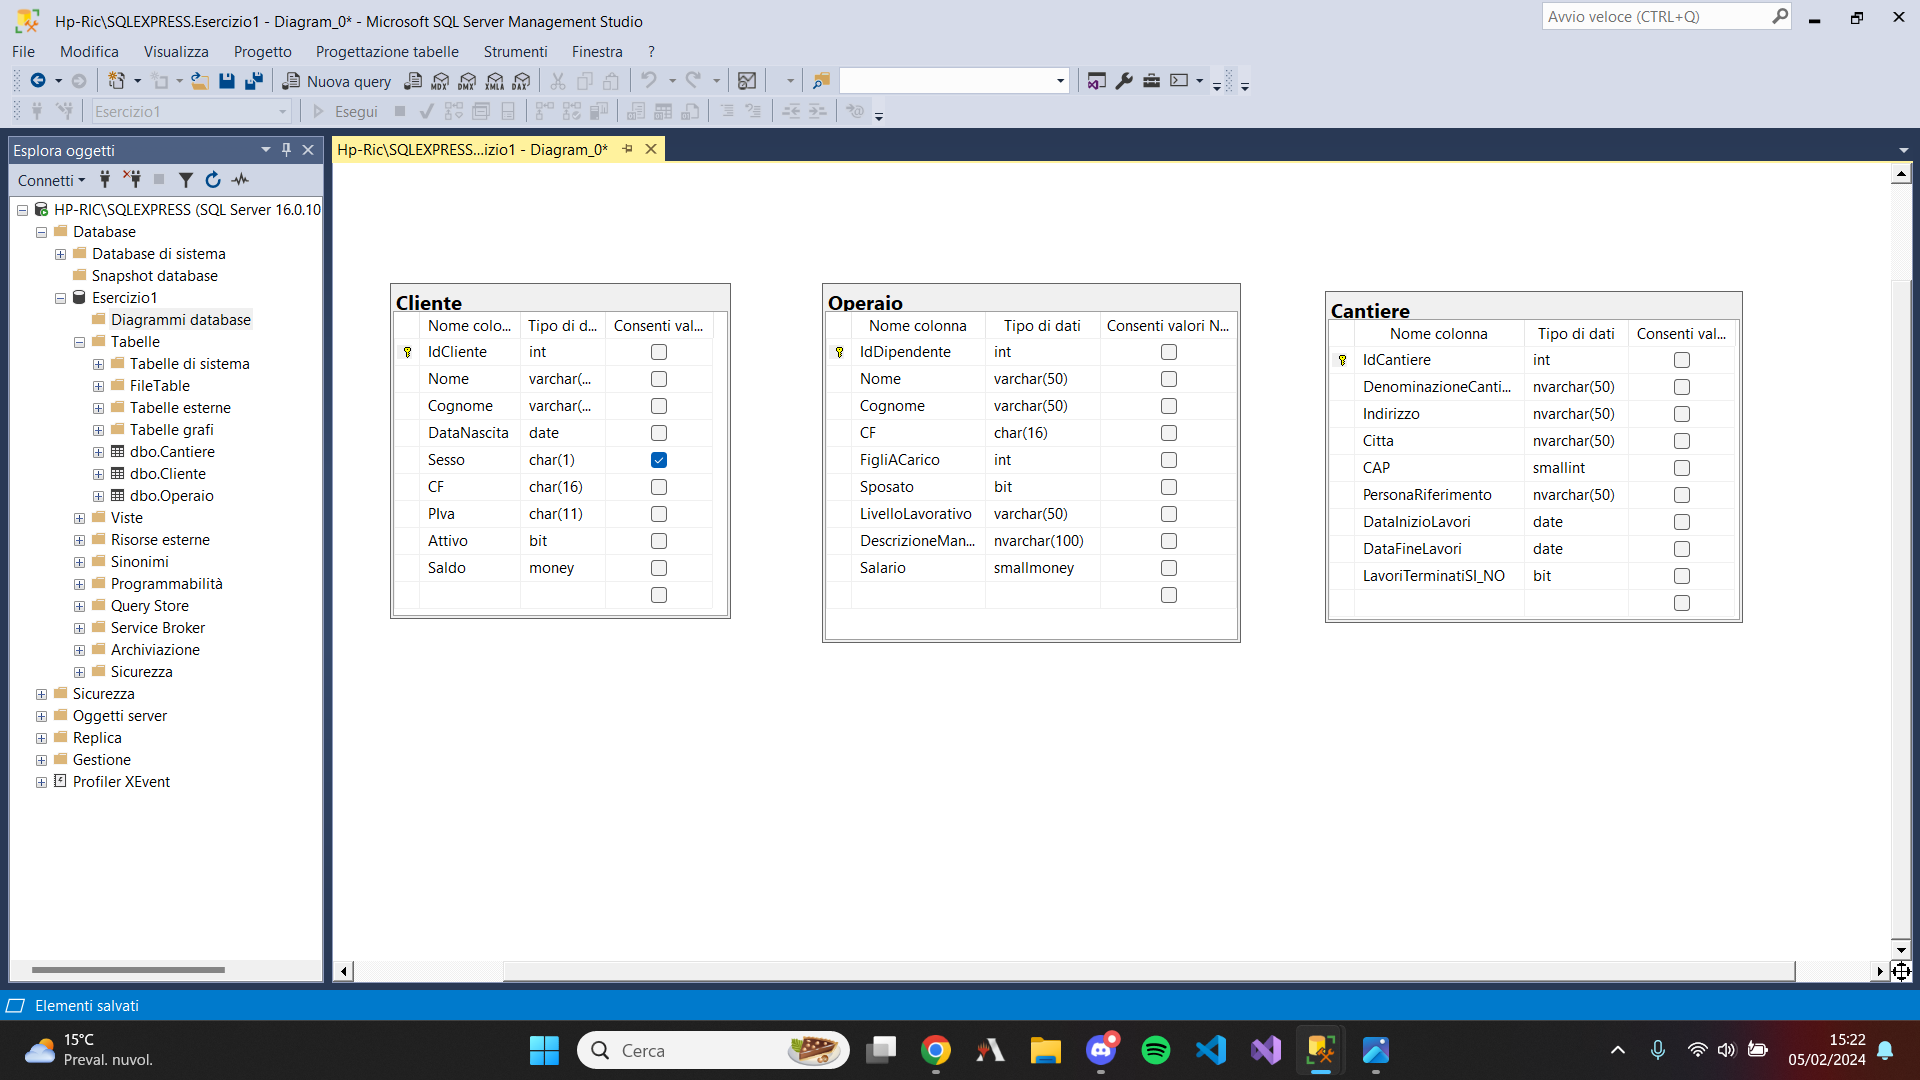 Hp-Ric\SQLEXPRESS.Esercizio1 - Diagram_0* - Microsoft SQL Server Management Studio
Avvio veloce (CTRL+Q)
File Modifica Visualizza Progetto Progettazione tabelle Strumenti Finestra ?
Nuova query MDX DMX XMLA DAX
Esercizio1 Esegui
Esplora oggetti
Connetti
HP-RIC\SQLEXPRESS (SQL Server 16.0.10
Database
Database di sistema
Snapshot database
Esercizio1
Diagrammi database
Tabelle
Tabelle di sistema
FileTable
Tabelle esterne
Tabelle grafi
dbo.Cantiere
dbo.Cliente
dbo.Operaio
Viste
Risorse esterne
Sinonimi
Programmabilità
Query Store
Service Broker
Archiviazione
Sicurezza
Sicurezza
Oggetti server
Replica
Gestione
Profiler XEvent
Hp-Ric\SQLEXPRESS...izio1 - Diagram_0*
Cliente
Nome colo... Tipo di d... Consenti val...
IdCliente int
Nome varchar(...
Cognome varchar(...
DataNascita date
Sesso char(1)
CF char(16)
PIva char(11)
Attivo bit
Saldo money
Operaio
Nome colonna Tipo di dati Consenti valori N...
IdDipendente int
Nome varchar(50)
Cognome varchar(50)
CF char(16)
FigliACarico int
Sposato bit
LivelloLavorativo varchar(50)
DescrizioneMan... nvarchar(100)
Salario smallmoney
Cantiere
Nome colonna Tipo di dati Consenti val...
IdCantiere int
DenominazioneCanti... nvarchar(50)
Indirizzo nvarchar(50)
Citta nvarchar(50)
CAP smallint
PersonaRiferimento nvarchar(50)
DataInizioLavori date
DataFineLavori date
LavoriTerminatiSI_NO bit
Elementi salvati
15°C
Preval. nuvol.
Cerca
15:22
05/02/2024